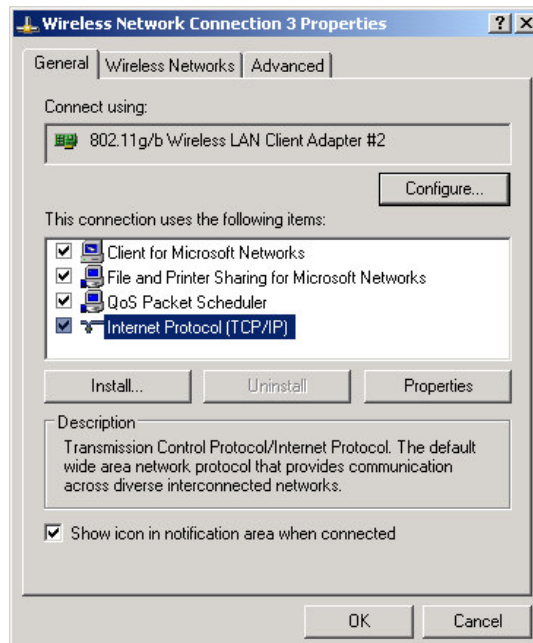 Wireless Network Connection 3 Properties
General Wireless Networks Advanced
Connect using:
802.11g/b Wireless LAN Client Adapter #2
Configure...
This connection uses the following items:
Client for Microsoft Networks
File and Printer Sharing for Microsoft Networks
QoS Packet Scheduler
Internet Protocol (TCP/IP)
Install... Uninstall Properties
Description
Transmission Control Protocol/Internet Protocol. The default
wide area network protocol that provides communication
across diverse interconnected networks.
Show icon in notification area when connected
OK Cancel